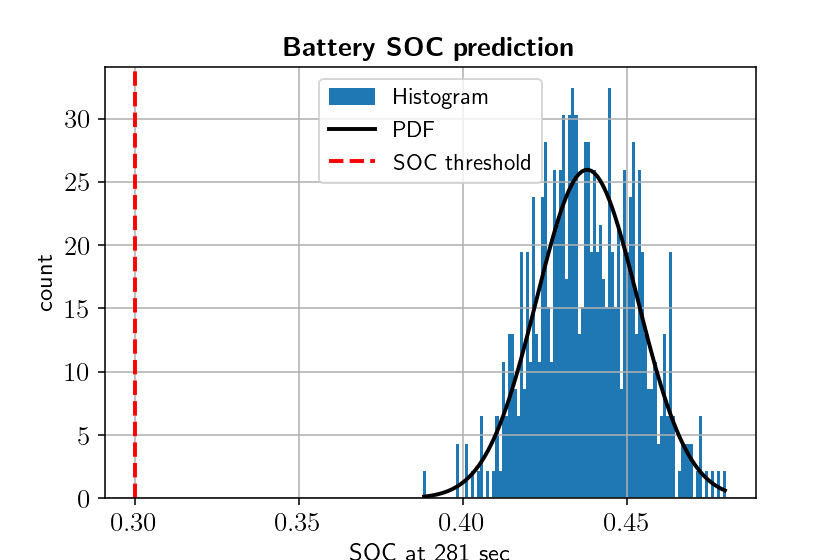 Battery SOC prediction
Histogram
PDF
SOC threshold
count
30
25
20
15
10
5
0
0.30 0.35 0.40 0.45
SOC at 281 sec